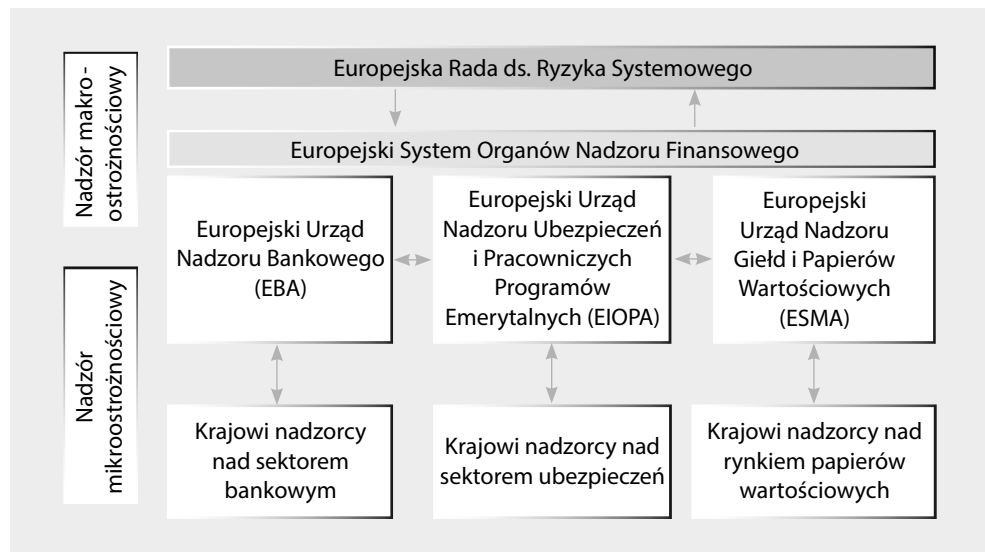 Nadzór makro-
ostrożnościowy
Europejska Rada ds. Ryzyka Systemowego
Europejski System Organów Nadzoru Finansowego
Europejski Urząd
Nadzoru Bankowego
(EBA)
Europejski Urząd
Nadzoru Ubezpieczeń
i Pracowniczych
Programów
Emerytalnych (EIOPA)
Europejski
Urząd Nadzoru
Giełd i Papierów
Wartościowych
(ESMA)
Nadzór
mikroostrożnościowy
Krajowi nadzorcy
nad sektorem
bankowym
Krajowi nadzorcy nad
sektorem ubezpieczeń
Krajowi nadzorcy nad
rynkiem papierów
wartościowych